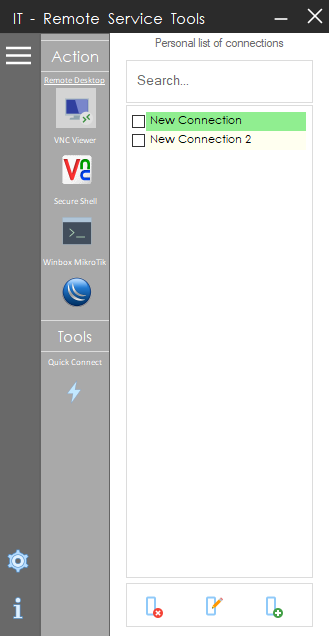 IT - Remote Service Tools
Action
Remote Desktop
VNC Viewer
Vnc
Secure Shell
>_
Winbox MikroTik
Tools
Quick Connect
i
Personal list of connections
Search...
New Connection
New Connection 2